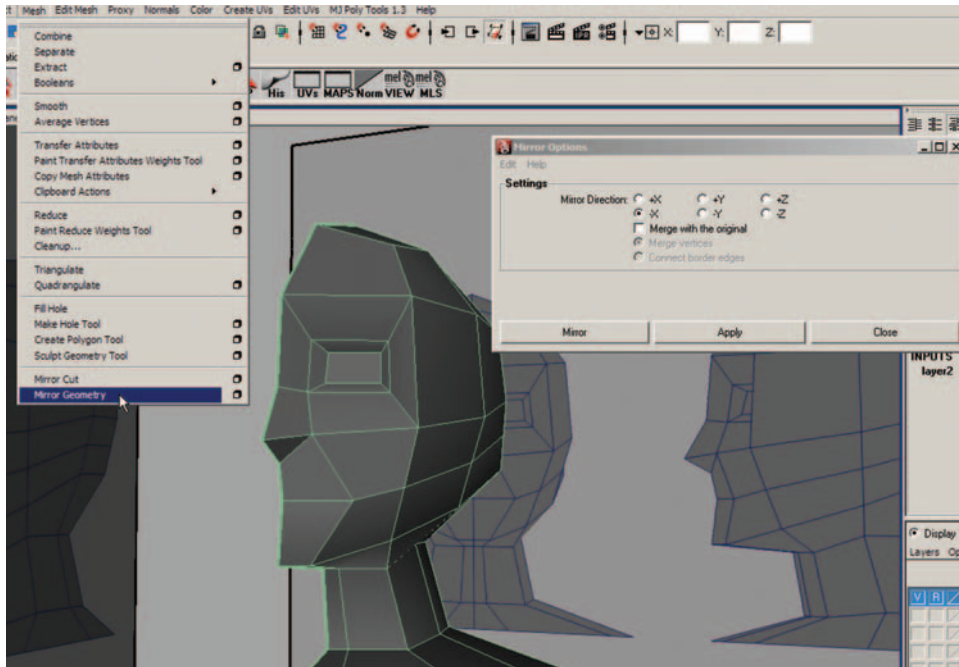 Mesh Edit Mesh Proxy Normals Color Create UVs Edit UVs MJ Poly Tools 1.3 Help
X: Y: Z:
Combine
Separate
Extract
Booleans
Smooth
Average Vertices
Transfer Attributes
Paint Transfer Attributes Weights Tool
Copy Mesh Attributes
Clipboard Actions
Reduce
Paint Reduce Weights Tool
Cleanup...
Triangulate
Quadrangulate
Fill Hole
Make Hole Tool
Create Polygon Tool
Sculpt Geometry Tool
Mirror Cut
Mirror Geometry
mel mel
His UVs MAPS Norm VIEW MLS
Mirror Options
Edit Help
Settings
Mirror Direction: +X +Y +Z
-X -Y -Z
Merge with the original
Merge vertices
Connect border edges
Mirror Apply Close
INPUTS
layer2
Display
Layers
V R